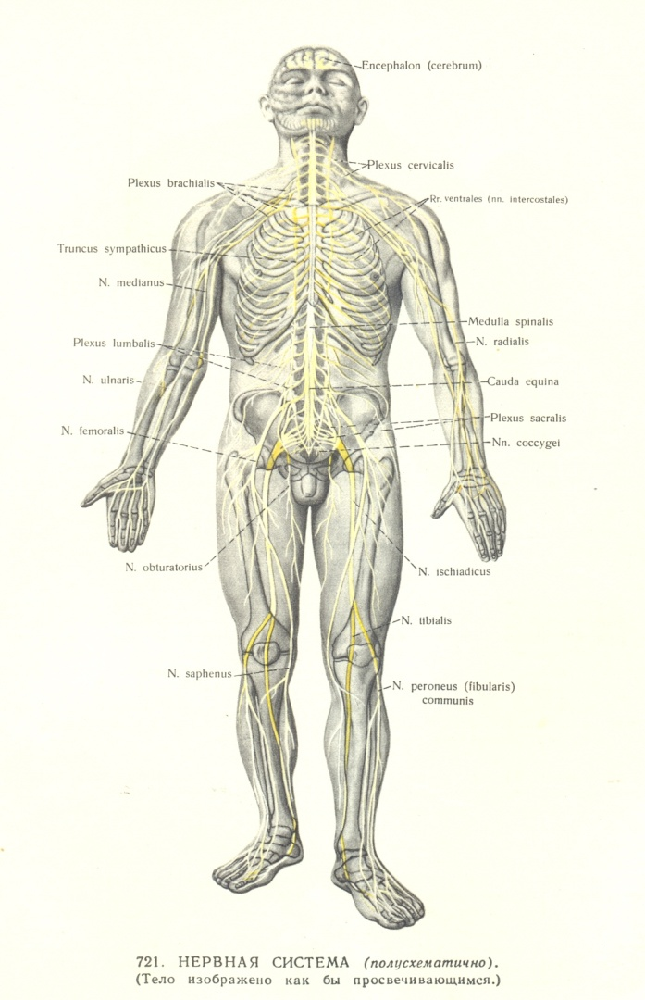 Encephalon (cerebrum)
Plexus cervicalis
Plexus brachialis
Rr. ventrales (nn. intercostales)
Truncus sympathicus
N. medianus
Medulla spinalis
Plexus lumbalis
N. radialis
N. ulnaris
Cauda equina
Plexus sacralis
N. femoralis
Nn. coccygei
N. obturatorius
N. ischiadicus
N. tibialis
N. saphenus
N. peroneus (fibularis)
communis
721. НЕРВНАЯ СИСТЕМА (полусхематично).
(Тело изображено как бы просвечивающимся.)